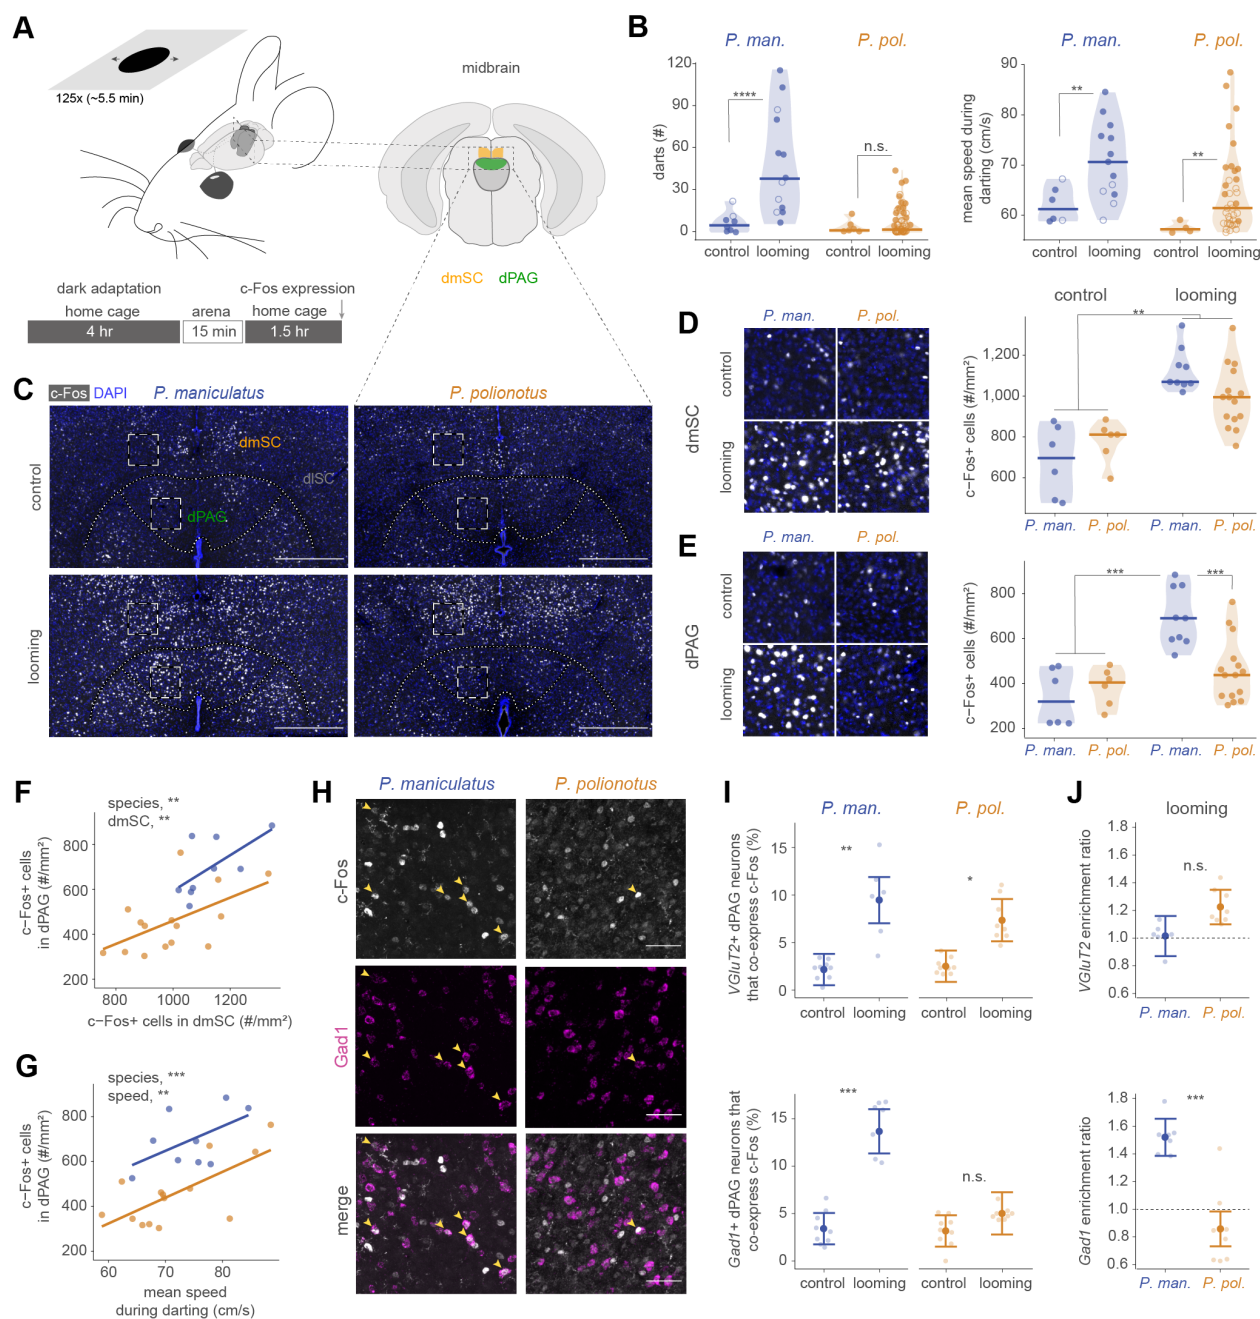 A
125x (~5.5 min)
midbrain
dmSC dPAG
dark adaptation
c-Fos expression
home cage arena home cage
4 hr 15 min 1.5 hr
B
P. man. P. pol.
darts (#)
120
90
60
30
0
****
n.s.
control looming control looming
P. man. P. pol.
mean speed during
darting (cm/s)
90
80
70
60
**
**
control looming control looming
C
c-Fos DAPI P. maniculatus P. polionotus
control
dmSC
dlSC
dPAG
looming
D
P. man. P. pol.
dmSC
control
looming
control looming
c−Fos+ cells (#/mm²)
1,200
1,000
800
600
**
P. man. P. pol. P. man. P. pol.
E
P. man. P. pol.
dPAG
control
looming
c−Fos+ cells (#/mm²)
800
600
400
200
*** ***
P. man. P. pol. P. man. P. pol.
F
species, **
dmSC, **
c−Fos+ cells
in dPAG (#/mm²)
800
600
400
200
800 1000 1200
c−Fos+ cells in dmSC (#/mm²)
G
species, ***
speed, **
c−Fos+ cells
in dPAG (#/mm²)
800
600
400
200
60 70 80
mean speed
during darting (cm/s)
H
P. maniculatus P. polionotus
c-Fos
Gad1
merge
I
P. man. P. pol.
VGluT2+ dPAG neurons
that co-express c-Fos (%)
15
10
5
0
**
*
control looming control looming
Gad1+ dPAG neurons that
co-express c-Fos (%)
15
10
5
0
***
n.s.
control looming control looming
J
looming
VGluT2 enrichment ratio
1.8
1.6
1.4
1.2
1.0
0.8
0.6
n.s.
P. man. P. pol.
Gad1 enrichment ratio
1.8
1.6
1.4
1.2
1.0
0.8
0.6
***
P. man. P. pol.